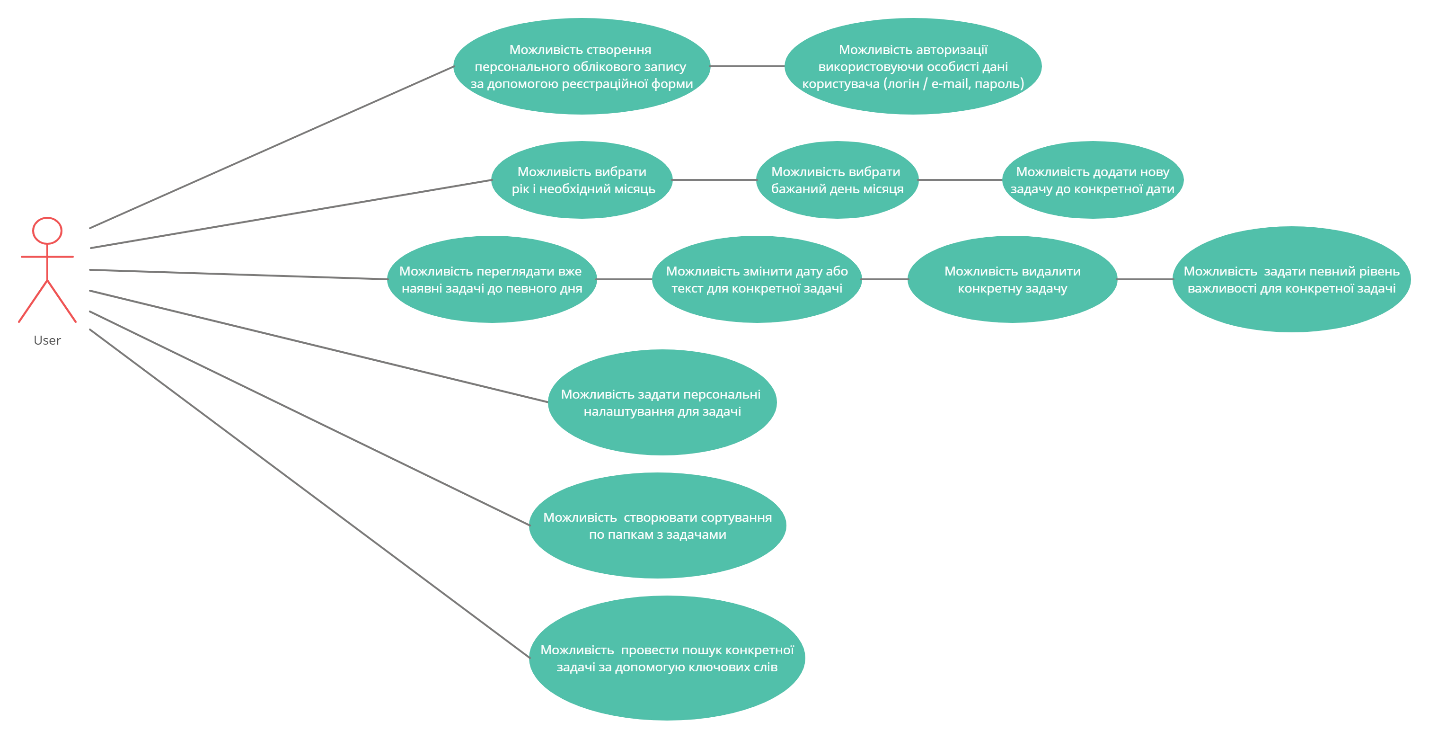 Можливість створення
персонального облікового запису
за допомогою реєстраційної форми
Можливість авторизації
використовуючи особисті дані
користувача (логін / e-mail, пароль)
Можливість вибрати
рік і необхідний місяць
Можливість вибрати
бажаний день місяця
Можливість додати нову
задачу до конкретної дати
Можливість переглядати вже
наявні задачі до певного дня
Можливість змінити дату або
текст для конкретної задачі
Можливість видалити
конкретну задачу
Можливість  задати певний рівень
важливості для конкретної задачі
User
Можливість задати персональні
налаштування для задачі
Можливість  створювати сортування
по папкам з задачами
Можливість  провести пошук конкретної
задачі за допомогую ключових слів